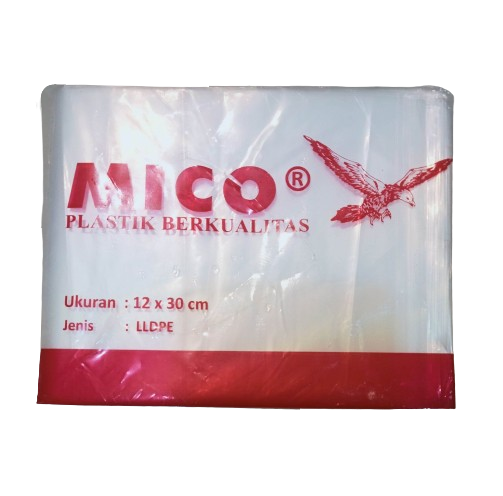 MICO ®
PLASTIK BERKUALITAS
Ukuran : 12 x 30 cm
Jenis : LLDPE